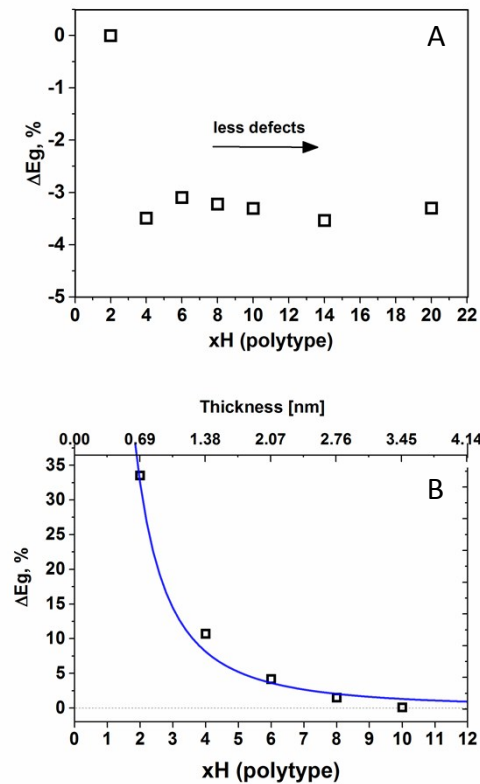 A
0
-1
-2
-3
-4
-5
ΔEg, %
less defects
0 2 4 6 8 10 12 14 16 18 20 22
xH (polytype)
Thickness [nm]
0.00 0.69 1.38 2.07 2.76 3.45 4.14
B
35
30
25
20
15
10
5
0
ΔEg, %
0 1 2 3 4 5 6 7 8 9 10 11 12
xH (polytype)